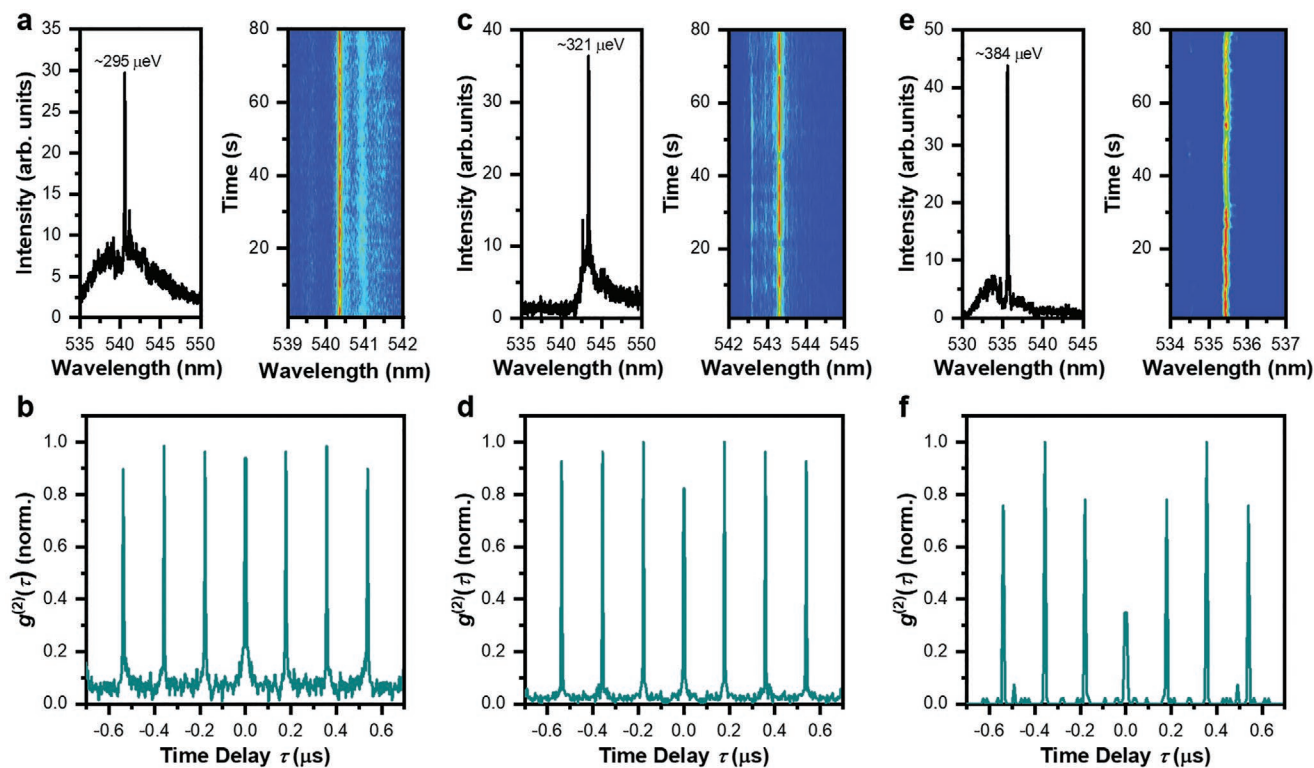 a
Intensity (arb. units)
35
30
25
20
15
10
5
0
~295 μeV
535 540 545 550
Wavelength (nm)
Time (s)
80
60
40
20
539 540 541 542
Wavelength (nm)
c
Intensity (arb.units)
40
30
20
10
0
~321 μeV
535 540 545 550
Wavelength (nm)
Time (s)
80
60
40
20
542 543 544 545
Wavelength (nm)
e
Intensity (arb.units)
50
40
30
20
10
0
~384 μeV
530 535 540 545
Wavelength (nm)
Time (s)
80
60
40
20
534 535 536 537
Wavelength (nm)
b
g(2)(τ) (norm.)
1.0
0.8
0.6
0.4
0.2
0.0
-0.6 -0.4 -0.2 0.0 0.2 0.4 0.6
Time Delay τ (μs)
d
g(2)(τ) (norm.)
1.0
0.8
0.6
0.4
0.2
0.0
-0.6 -0.4 -0.2 0.0 0.2 0.4 0.6
Time Delay τ (μs)
f
g(2)(τ) (norm.)
1.0
0.8
0.6
0.4
0.2
0.0
-0.6 -0.4 -0.2 0.0 0.2 0.4 0.6
Time Delay τ (μs)